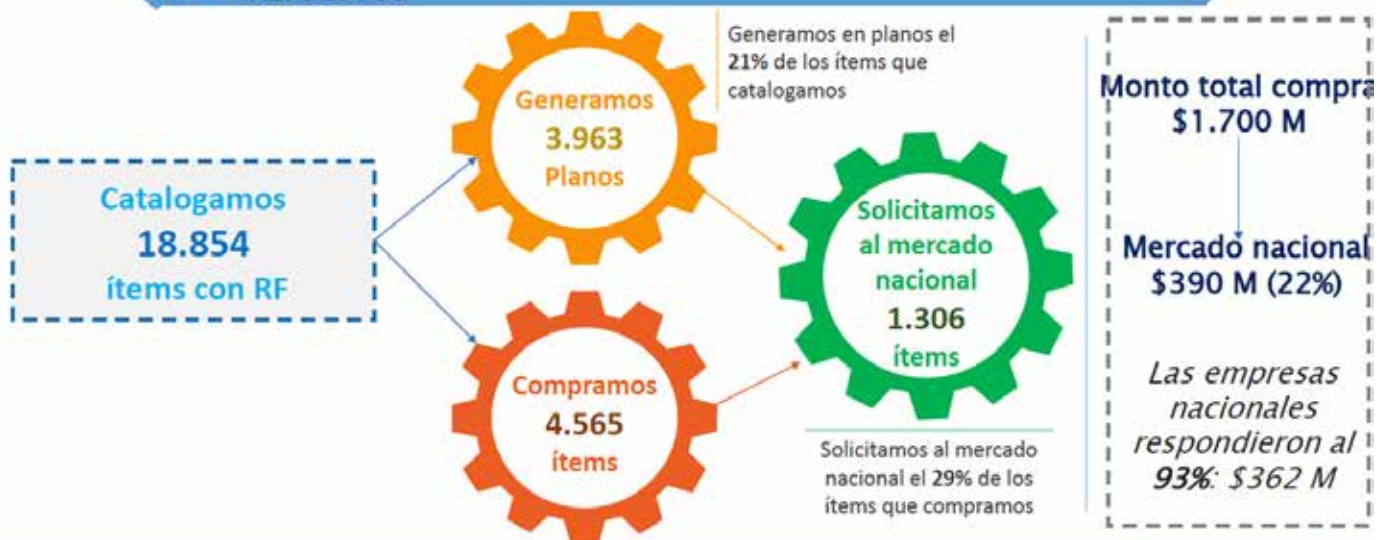 Generamos en planos el
21% de los ítems que
catalogamos
Generamos
3.963
Planos
Catalogamos
18.854
ítems con RF
Compramos
4.565
ítems
Solicitamos
al mercado
nacional
1.306
ítems
Solicitamos al mercado
nacional el 29% de los
ítems que compramos
Monto total compra
$1.700 M
Mercado nacional
$390 M (22%)
Las empresas
nacionales
respondieron al
93%: $362 M